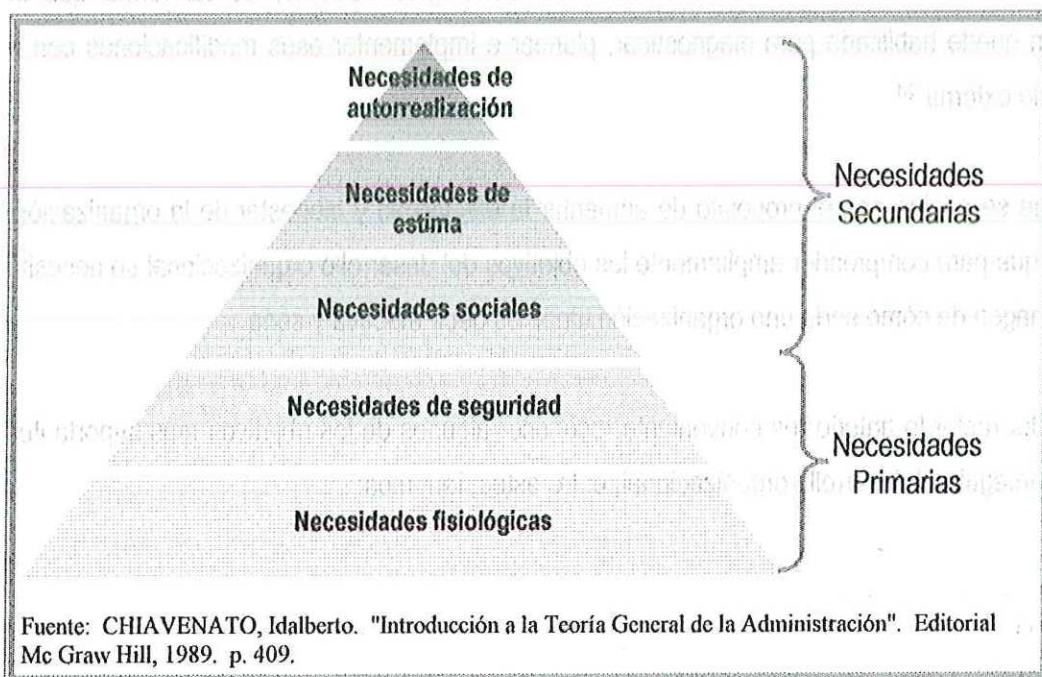 Necesidades de
autorrealización
Necesidades de
estima
Necesidades sociales
Necesidades de seguridad
Necesidades fisiológicas
Necesidades
Secundarias
Necesidades
Primarias
Fuente: CHIAVENATO, Idalberto. "Introducción a la Teoría General de la Administración". Editorial
Mc Graw Hill, 1989. p. 409.